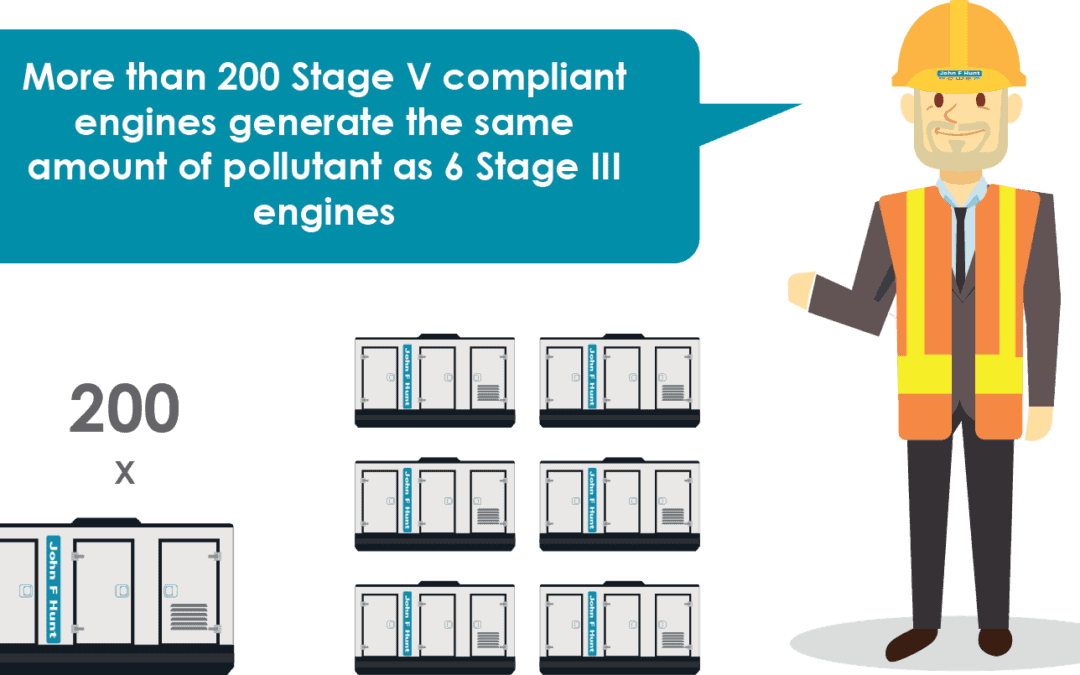 More than 200 Stage V compliant
engines generate the same
amount of pollutant as 6 Stage III
engines
John F Hunt
POWER
200
x
John F Hunt
John F Hunt
John F Hunt
John F Hunt
John F Hunt
John F Hunt
John F Hunt